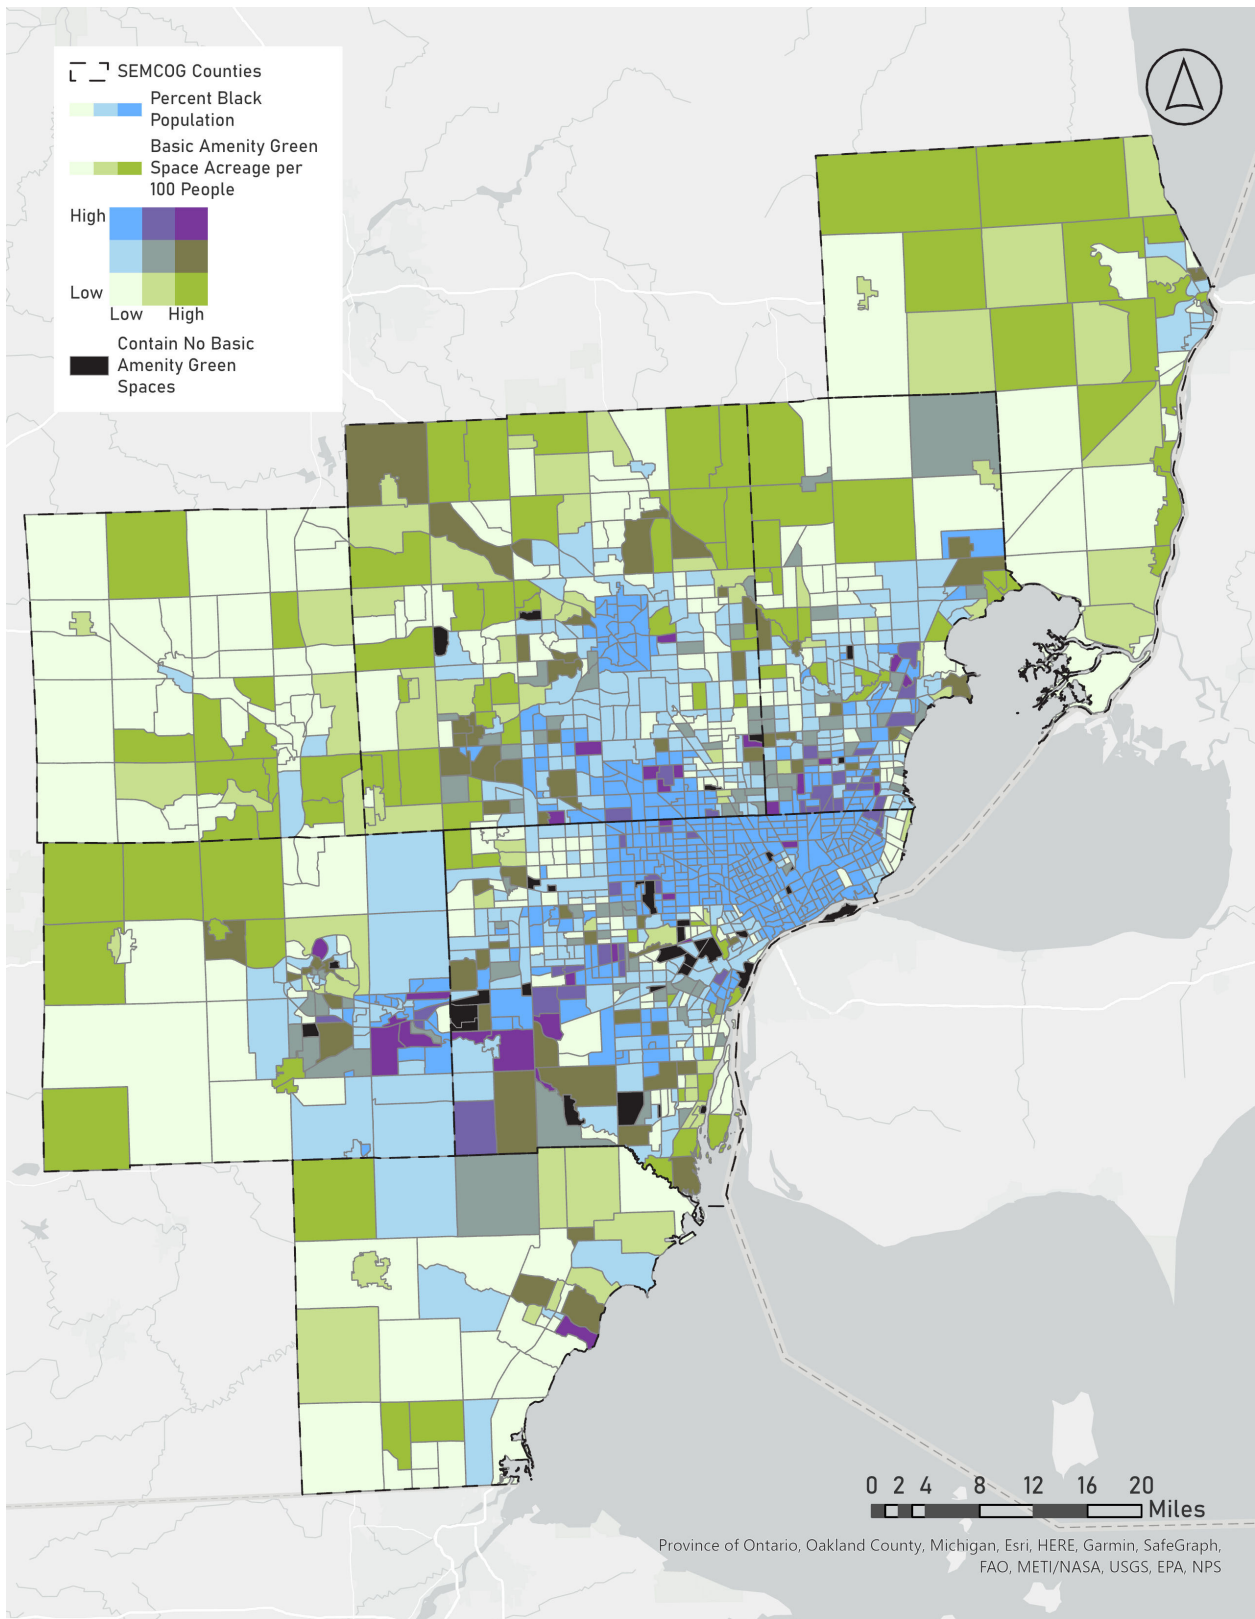 SEMCOG Counties
Percent Black
Population
Basic Amenity Green
Space Acreage per
100 People
High
Low
Low High
Contain No Basic
Amenity Green
Spaces
0 2 4 8 12 16 20
Miles
Province of Ontario, Oakland County, Michigan, Esri, HERE, Garmin, SafeGraph,
FAO, METI/NASA, USGS, EPA, NPS